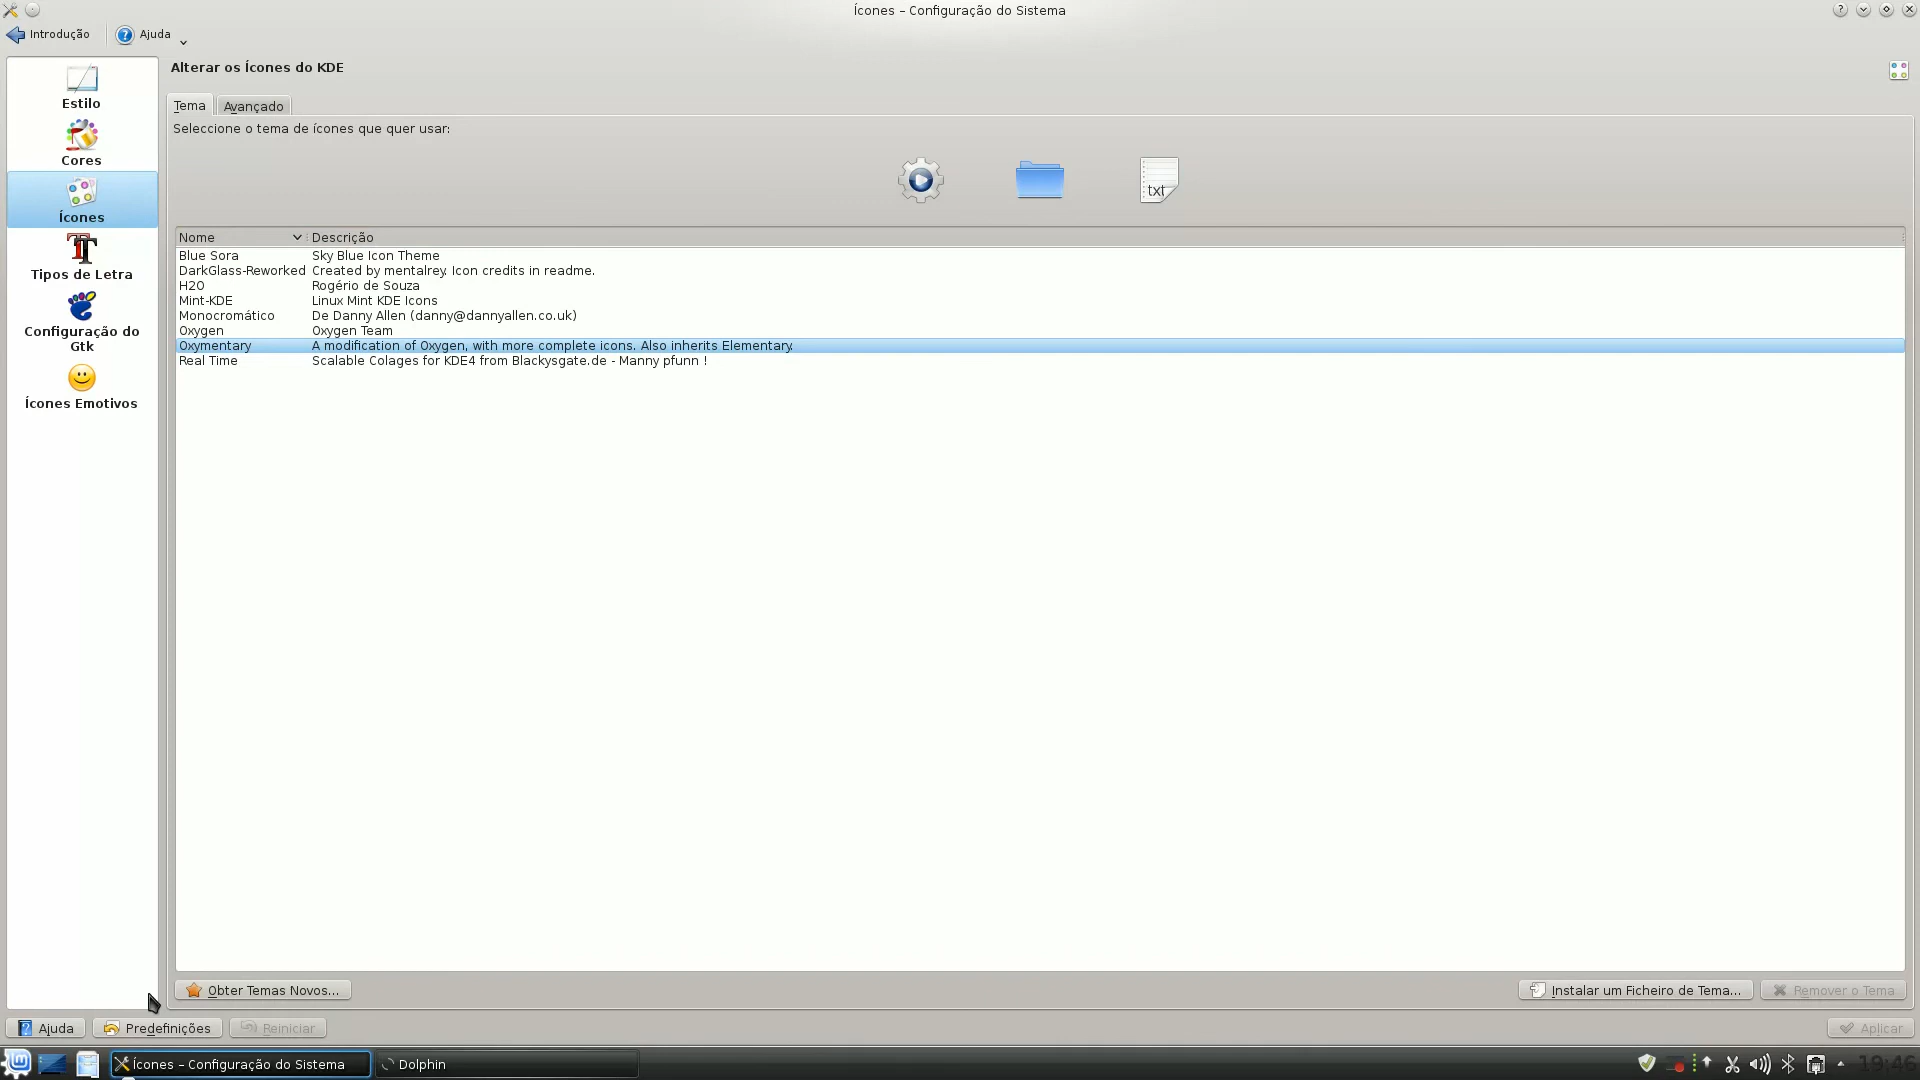 Ícones – Configuração do Sistema
Introdução
Ajuda
Estilo
Cores
Ícones
Tipos de Letra
Configuração do
Gtk
Ícones Emotivos
Alterar os Ícones do KDE
Tema
Avançado
Seleccione o tema de ícones que quer usar:
txt
Nome Descrição
Blue Sora Sky Blue Icon Theme
DarkGlass-Reworked Created by mentalrey. Icon credits in readme.
H2O Rogério de Souza
Mint-KDE Linux Mint KDE Icons
Monocromático De Danny Allen (danny@dannyallen.co.uk)
Oxygen Oxygen Team
Oxymentary A modification of Oxygen, with more complete icons. Also inherits Elementary.
Real Time Scalable Colages for KDE4 from Blackysgate.de - Manny pfunn !
Obter Temas Novos...
Instalar um Ficheiro de Tema...
Remover o Tema
Ajuda
Predefinições
Reiniciar
Aplicar
Ícones – Configuração do Sistema
Dolphin
19:46